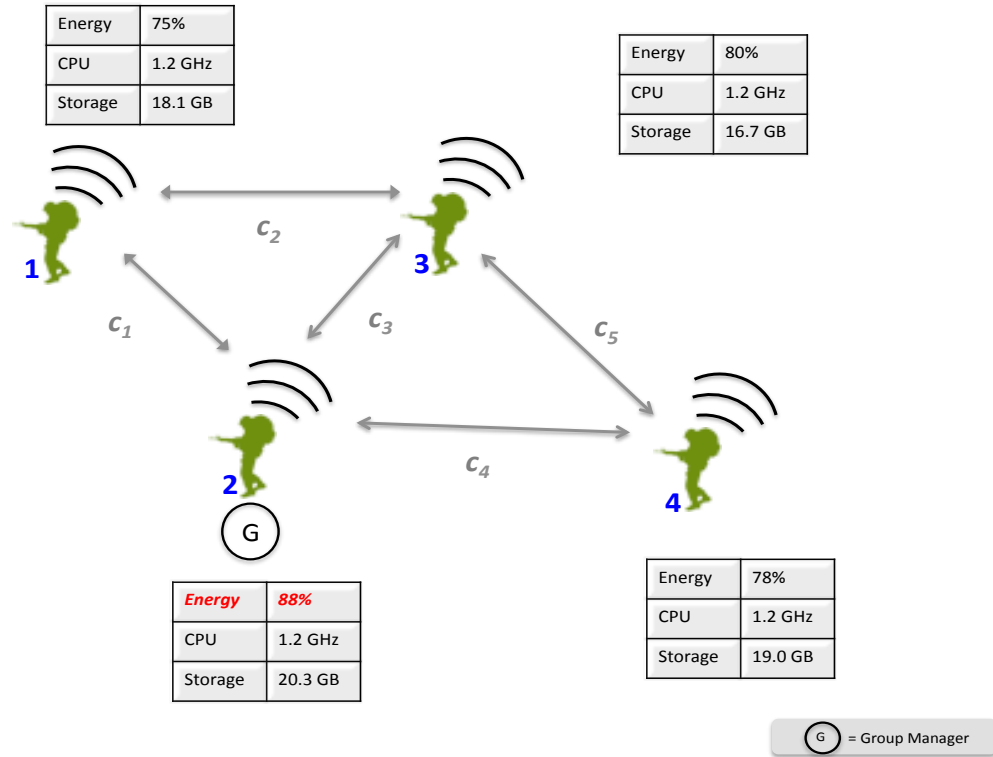 Energy 75%
CPU 1.2 GHz
Storage 18.1 GB
Energy 80%
CPU 1.2 GHz
Storage 16.7 GB
1
c2
3
c1
c3
c5
2
c4
4
G
Energy 88%
CPU 1.2 GHz
Storage 20.3 GB
Energy 78%
CPU 1.2 GHz
Storage 19.0 GB
G = Group Manager